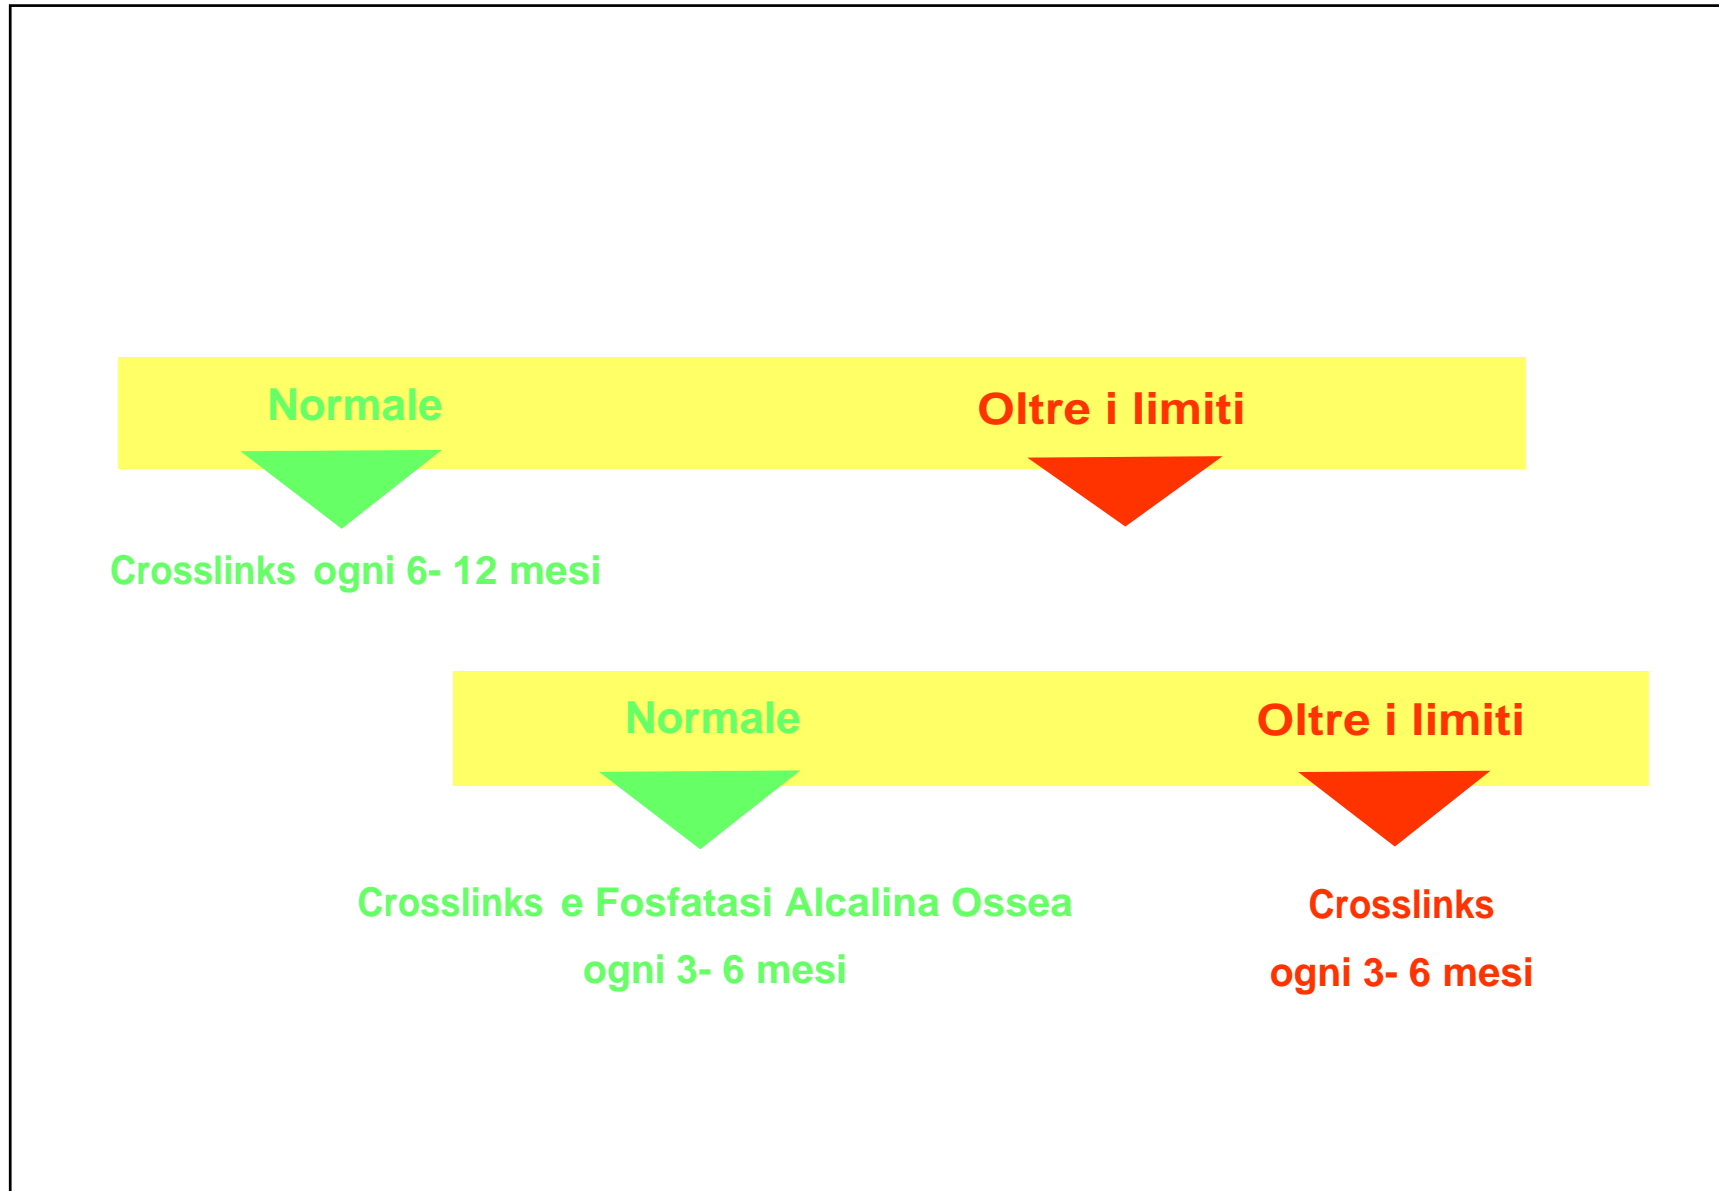 Normale
Oltre i limiti
Crosslinks ogni 6- 12 mesi
Normale
Oltre i limiti
Crosslinks e Fosfatasi Alcalina Ossea
ogni 3- 6 mesi
Crosslinks
ogni 3- 6 mesi